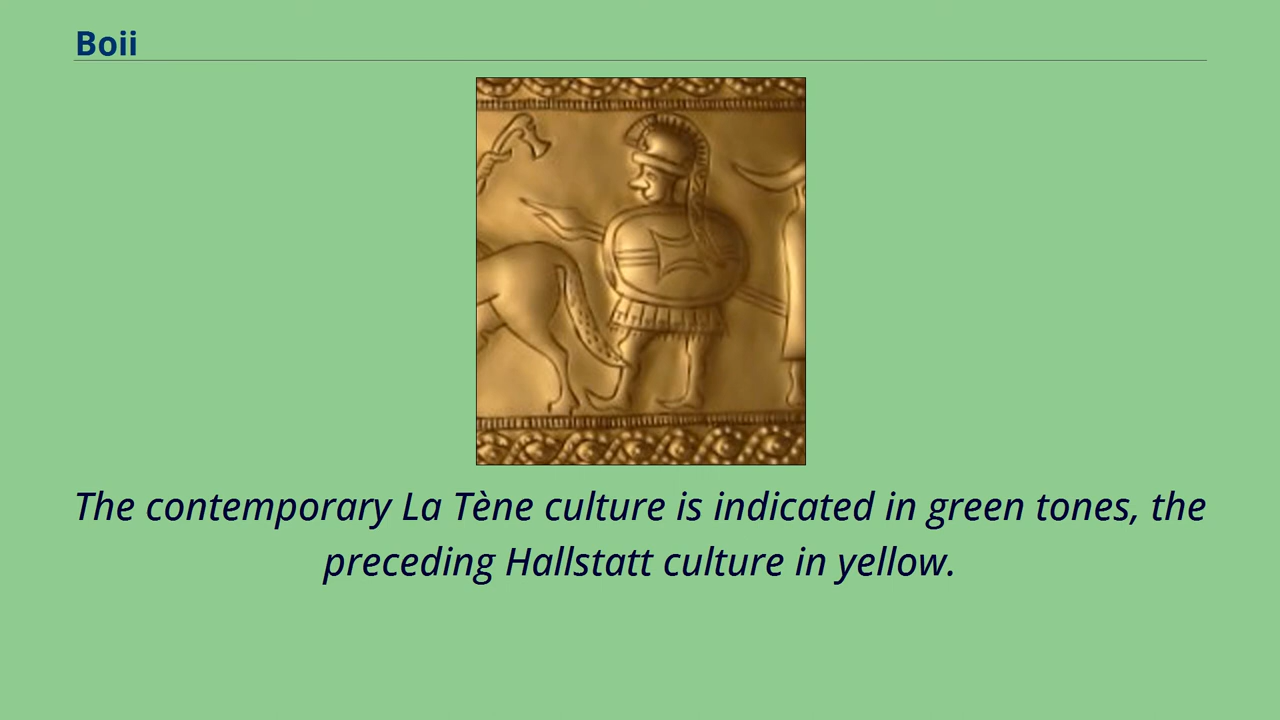 Boii
The contemporary La Tène culture is indicated in green tones, the
preceding Hallstatt culture in yellow.